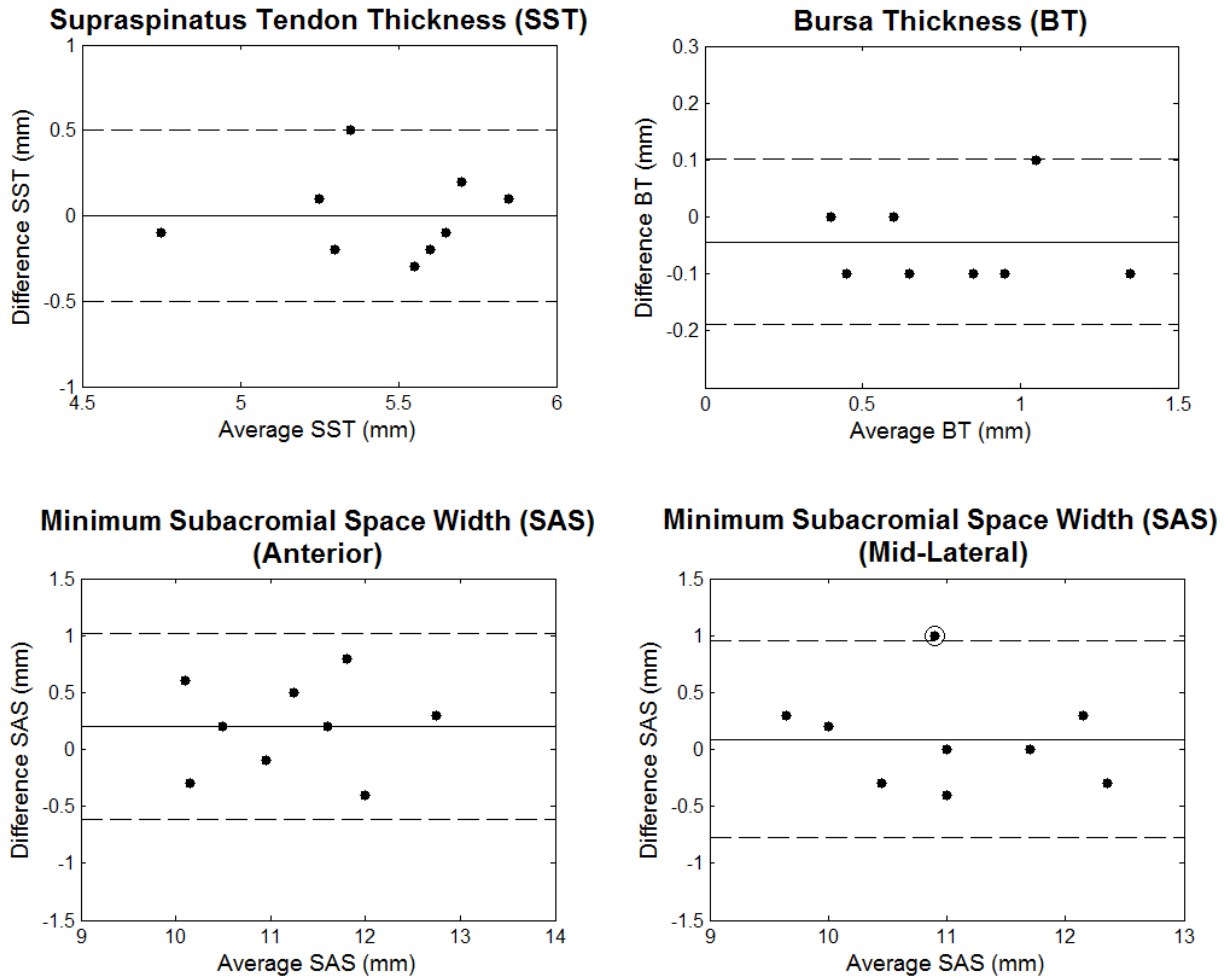 Supraspinatus Tendon Thickness (SST)
1
0.5
0
-0.5
-1
4.5 5 5.5 6
Difference SST (mm)
Average SST (mm)
Bursa Thickness (BT)
0.3
0.2
0.1
0
-0.1
-0.2
0 0.5 1 1.5
Difference BT (mm)
Average BT (mm)
Minimum Subacromial Space Width (SAS)
(Anterior)
1.5
1
0.5
0
-0.5
-1
-1.5
9 10 11 12 13 14
Difference SAS (mm)
Average SAS (mm)
Minimum Subacromial Space Width (SAS)
(Mid-Lateral)
1.5
1
0.5
0
-0.5
-1
-1.5
9 10 11 12 13
Difference SAS (mm)
Average SAS (mm)